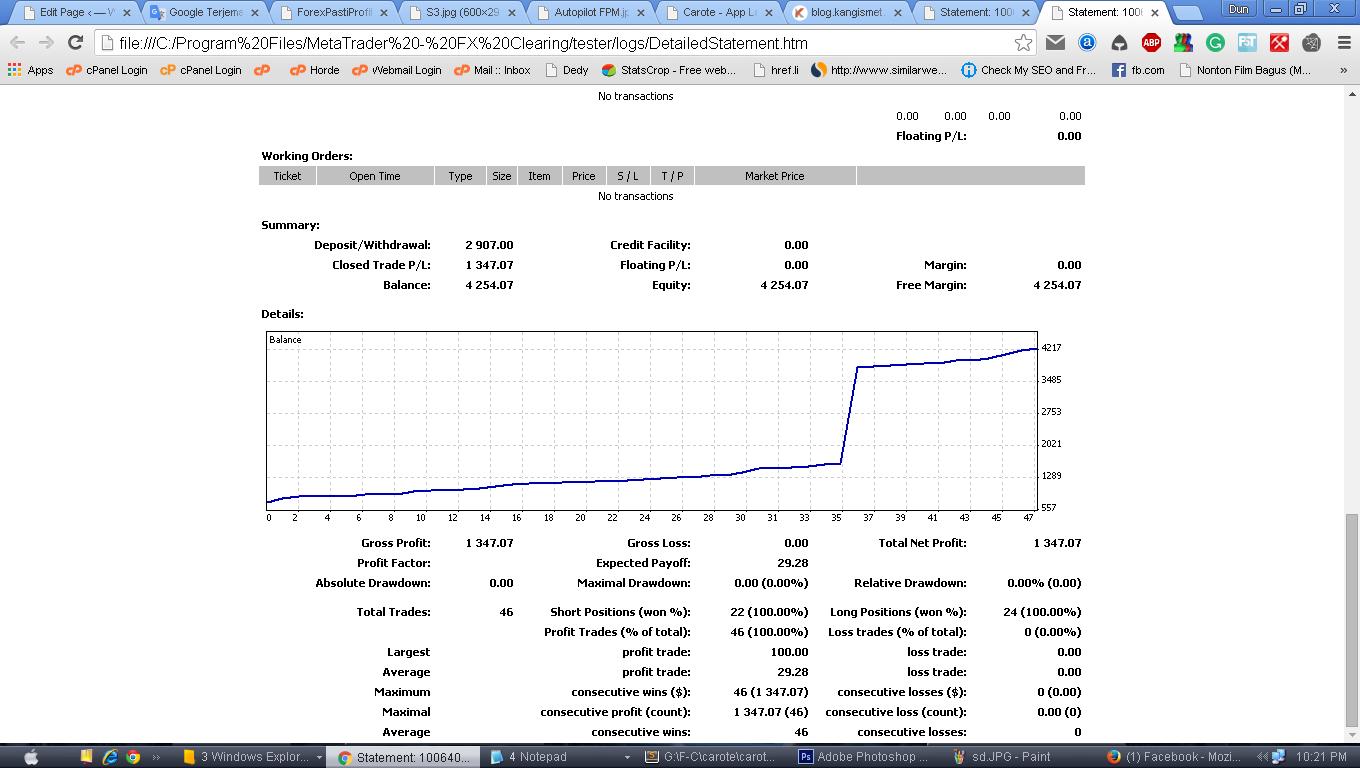 Edit Page ‹ — W
Google Terjeme
ForexPastiProfi
S3.jpg (600×29
Autopilot FPM.jp
Carote - App Le
blog.kangismet.
Statement: 100
Statement: 100
Dun
file:///C:/Program%20Files/MetaTrader%20-%20FX%20Clearing/tester/logs/DetailedStatement.htm
Apps cPanel Login cPanel Login Horde Webmail Login Mail :: Inbox Dedy StatsCrop - Free web... href.li http://www.similarwe... Check My SEO and Fr... fb.com Nonton Film Bagus (M... »
No transactions
0.00 0.00 0.00 0.00
Floating P/L: 0.00
Working Orders:
Ticket Open Time Type Size Item Price S / L T / P Market Price
No transactions
Summary:
Deposit/Withdrawal: 2 907.00 Credit Facility: 0.00
Closed Trade P/L: 1 347.07 Floating P/L: 0.00 Margin: 0.00
Balance: 4 254.07 Equity: 4 254.07 Free Margin: 4 254.07
Details:
Balance
4217
3485
2753
2021
1289
557
0 2 4 6 8 10 12 14 16 18 20 22 24 26 28 30 31 33 35 37 39 41 43 45 47
Gross Profit: 1 347.07 Gross Loss: 0.00 Total Net Profit: 1 347.07
Profit Factor: Expected Payoff: 29.28
Absolute Drawdown: 0.00 Maximal Drawdown: 0.00 (0.00%) Relative Drawdown: 0.00% (0.00)
Total Trades: 46 Short Positions (won %): 22 (100.00%) Long Positions (won %): 24 (100.00%)
Profit Trades (% of total): 46 (100.00%) Loss trades (% of total): 0 (0.00%)
Largest profit trade: 100.00 loss trade: 0.00
Average profit trade: 29.28 loss trade: 0.00
Maximum consecutive wins ($): 46 (1 347.07) consecutive losses ($): 0 (0.00)
Maximal consecutive profit (count): 1 347.07 (46) consecutive loss (count): 0.00 (0)
Average consecutive wins: 46 consecutive losses: 0
3 Windows Explor... Statement: 100640... 4 Notepad G:\F-C\carote\carot... Adobe Photoshop ... sd.JPG - Paint (1) Facebook - Mozi... 10:21 PM